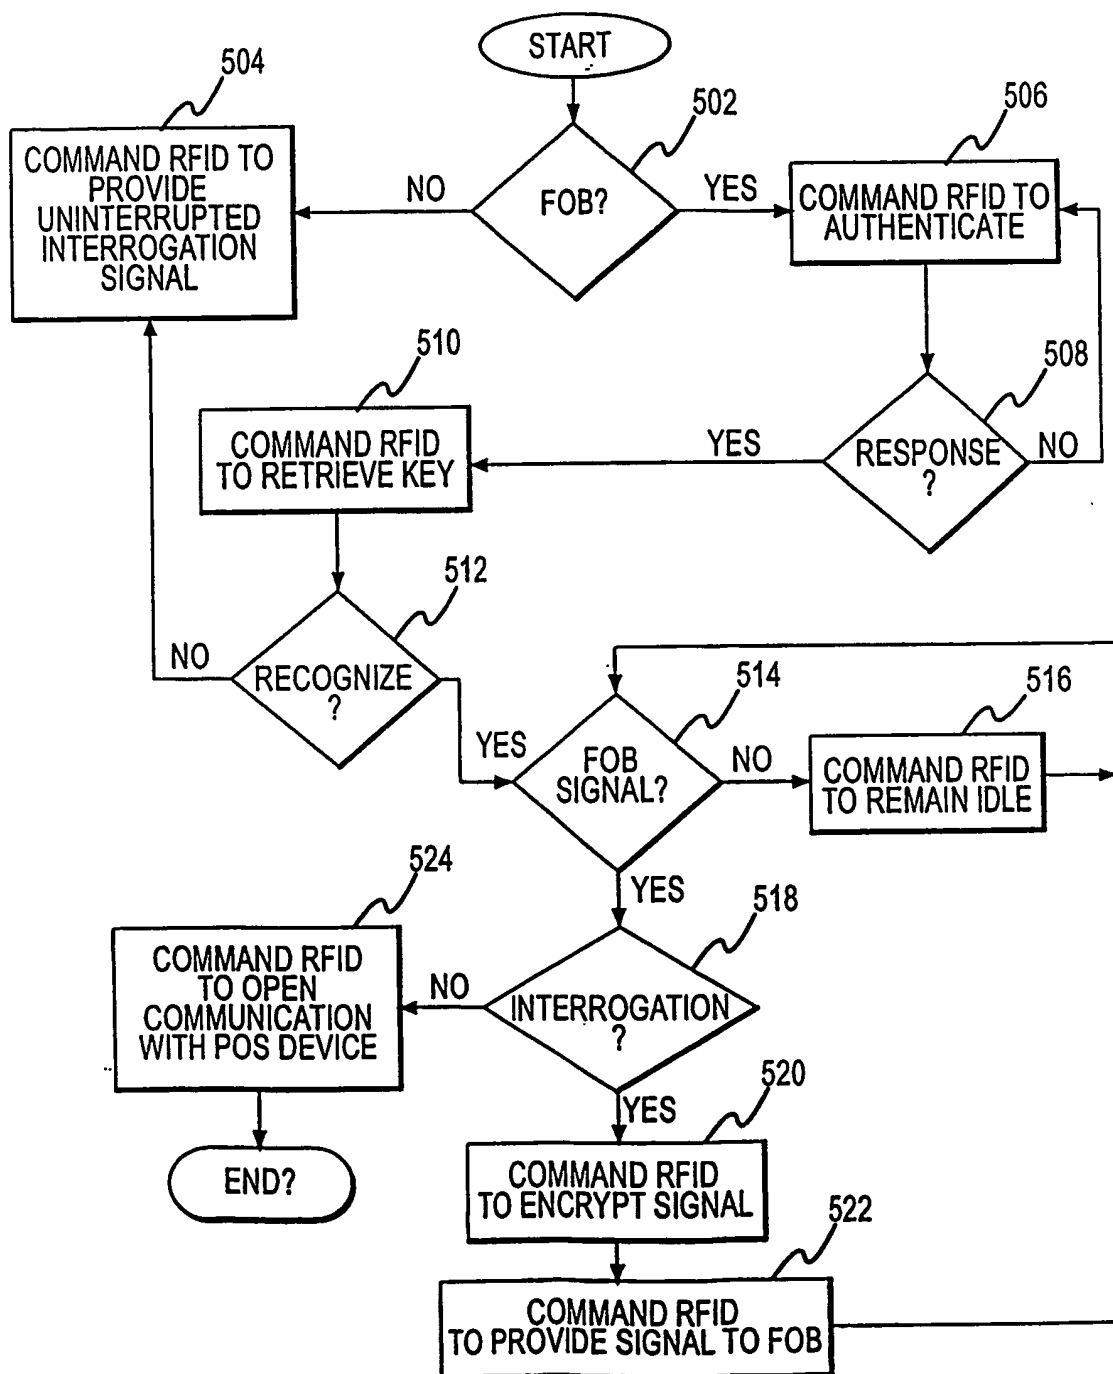 START
504
502
506
COMMAND RFID TO
PROVIDE
UNINTERRUPTED
INTERROGATION
SIGNAL
NO
FOB?
YES
COMMAND RFID TO
AUTHENTICATE
510
508
COMMAND RFID
TO RETRIEVE KEY
YES
RESPONSE
?
NO
512
NO
RECOGNIZE
?
YES
514
516
FOB
SIGNAL?
NO
COMMAND RFID
TO REMAIN IDLE
524
YES
518
COMMAND RFID
TO OPEN
COMMUNICATION
WITH POS DEVICE
NO
INTERROGATION
?
520
YES
END?
COMMAND RFID
TO ENCRYPT SIGNAL
522
COMMAND RFID
TO PROVIDE SIGNAL TO FOB